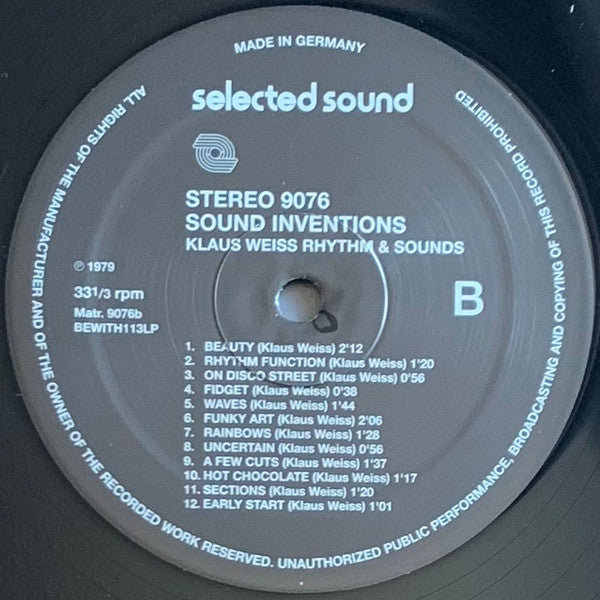 MADE IN GERMANY
ALL RIGHTS OF THE MANUFACTURER AND OF THE OWNER OF THE RECORDED WORK RESERVED. UNAUTHORIZED PUBLIC PERFORMANCE, BROADCASTING AND COPYING OF THIS RECORD PROHIBITED
selected sound
STEREO 9076
SOUND INVENTIONS
KLAUS WEISS RHYTHM & SOUNDS
℗ 1979
33 1/3 rpm
Matr. 9076b
BEWITH113LP
B
1. BEAUTY (Klaus Weiss) 2'12
2. RHYTHM FUNCTION (Klaus Weiss) 1'20
3. ON DISCO STREET (Klaus Weiss) 0'56
4. FIDGET (Klaus Weiss) 0'38
5. WAVES (Klaus Weiss) 1'44
6. FUNKY ART (Klaus Weiss) 2'06
7. RAINBOWS (Klaus Weiss) 1'28
8. UNCERTAIN (Klaus Weiss) 0'56
9. A FEW CUTS (Klaus Weiss) 1'37
10. HOT CHOCOLATE (Klaus Weiss) 1'17
11. SECTIONS (Klaus Weiss) 1'20
12. EARLY START (Klaus Weiss) 1'01